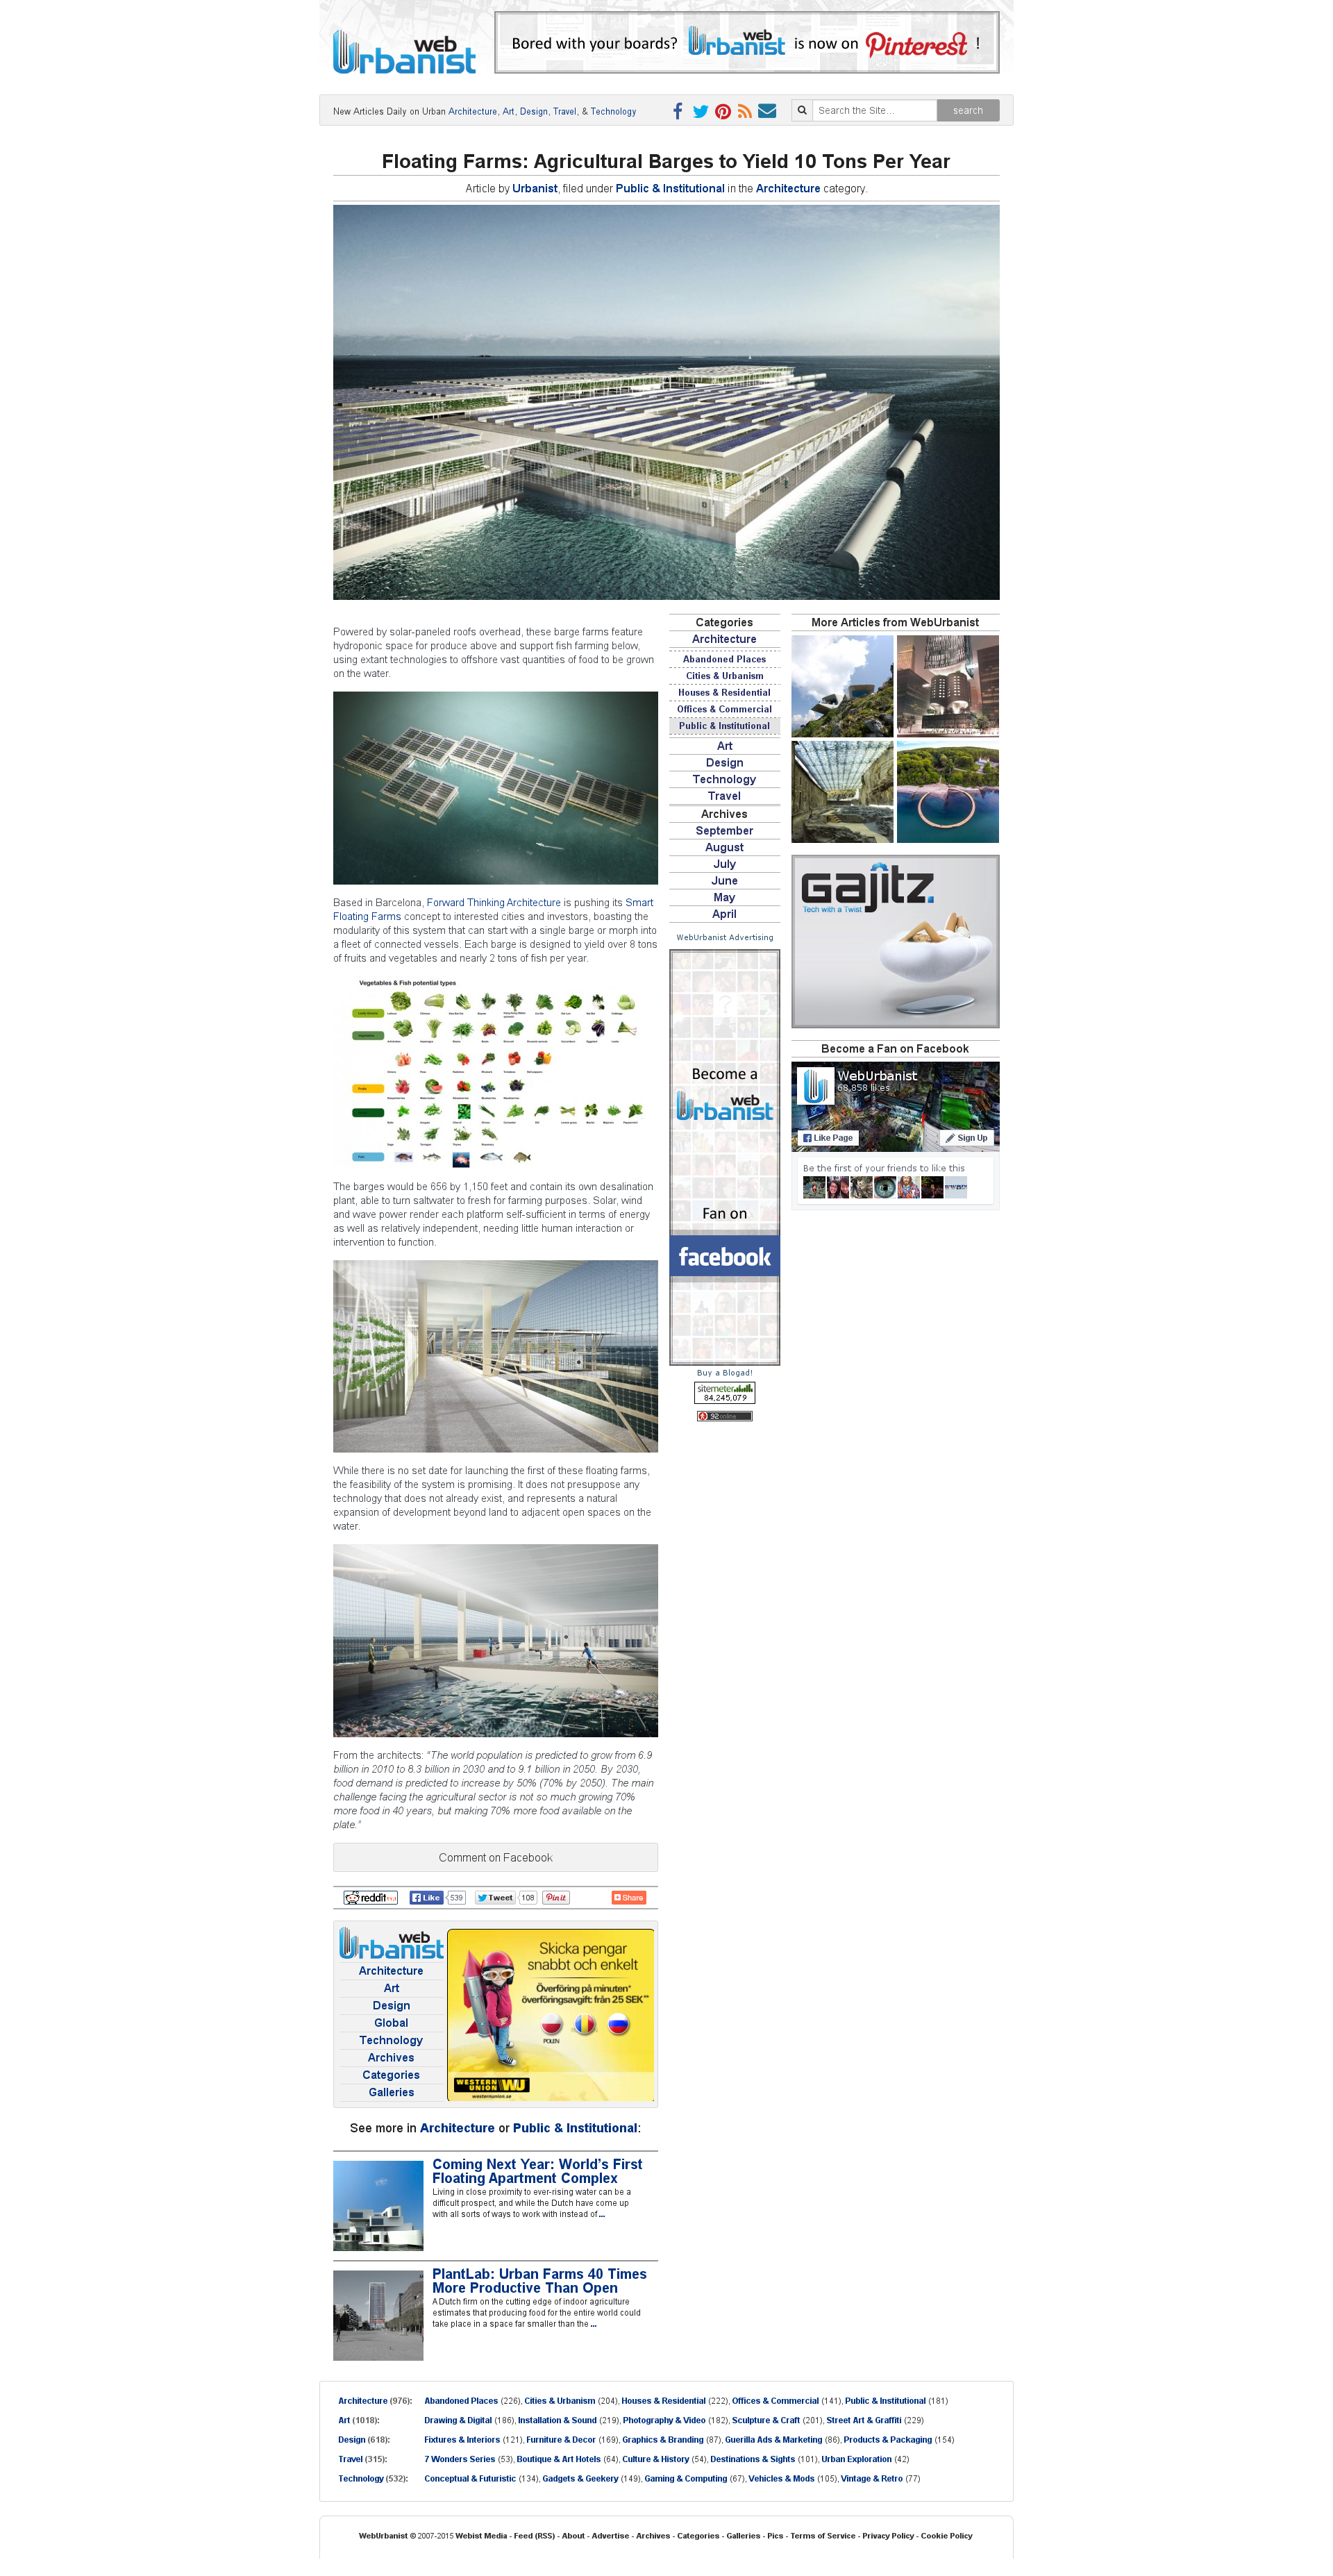 web Urbanist
Bored with your boards? web Urbanist is now on Pinterest !
New Articles Daily on Urban Architecture, Art, Design, Travel, & Technology
Search the Site...
search
Floating Farms: Agricultural Barges to Yield 10 Tons Per Year
Article by Urbanist, filed under Public & Institutional in the Architecture category.
Powered by solar-paneled roofs overhead, these barge farms feature
hydroponic space for produce above and support fish farming below,
using extant technologies to offshore vast quantities of food to be grown
on the water.
Based in Barcelona, Forward Thinking Architecture is pushing its Smart
Floating Farms concept to interested cities and investors, boasting the
modularity of this system that can start with a single barge or morph into
a fleet of connected vessels. Each barge is designed to yield over 8 tons
of fruits and vegetables and nearly 2 tons of fish per year.
Vegetables & Fish potential types
The barges would be 656 by 1,150 feet and contain its own desalination
plant, able to turn saltwater to fresh for farming purposes. Solar, wind
and wave power render each platform self-sufficient in terms of energy
as well as relatively independent, needing little human interaction or
intervention to function.
While there is no set date for launching the first of these floating farms,
the feasibility of the system is promising. It does not presuppose any
technology that does not already exist, and represents a natural
expansion of development beyond land to adjacent open spaces on the
water.
From the architects: "The world population is predicted to grow from 6.9
billion in 2010 to 8.3 billion in 2030 and to 9.1 billion in 2050. By 2030,
food demand is predicted to increase by 50% (70% by 2050). The main
challenge facing the agricultural sector is not so much growing 70%
more food in 40 years, but making 70% more food available on the
plate."
Comment on Facebook
reddit
Like 539
Tweet 108
Pin it
Share
web Urbanist
Architecture
Art
Design
Global
Technology
Archives
Categories
Galleries
Skicka pengar
snabbt och enkelt
Överföring på minuten*
överföringsavgift: från 25 SEK**
POLEN
WESTERN UNION WU
westernunion.se
See more in Architecture or Public & Institutional:
Coming Next Year: World's First
Floating Apartment Complex
Living in close proximity to ever-rising water can be a
difficult prospect, and while the Dutch have come up
with all sorts of ways to work with instead of ...
PlantLab: Urban Farms 40 Times
More Productive Than Open
A Dutch firm on the cutting edge of indoor agriculture
estimates that producing food for the entire world could
take place in a space far smaller than the ...
Categories
Architecture
Abandoned Places
Cities & Urbanism
Houses & Residential
Offices & Commercial
Public & Institutional
Art
Design
Technology
Travel
Archives
September
August
July
June
May
April
WebUrbanist Advertising
Become a
web Urbanist
Fan on
facebook
Buy a Blogad!
sitemeter
84,245,079
92 online
More Articles from WebUrbanist
Gajitz.
Tech with a Twist
Become a Fan on Facebook
WebUrbanist
68,858 likes
Like Page
Sign Up
Be the first of your friends to like this
Architecture (976): Abandoned Places (226), Cities & Urbanism (204), Houses & Residential (222), Offices & Commercial (141), Public & Institutional (181)
Art (1018): Drawing & Digital (186), Installation & Sound (219), Photography & Video (182), Sculpture & Craft (201), Street Art & Graffiti (229)
Design (618): Fixtures & Interiors (121), Furniture & Decor (169), Graphics & Branding (87), Guerilla Ads & Marketing (86), Products & Packaging (154)
Travel (315): 7 Wonders Series (53), Boutique & Art Hotels (64), Culture & History (54), Destinations & Sights (101), Urban Exploration (42)
Technology (532): Conceptual & Futuristic (134), Gadgets & Geekery (149), Gaming & Computing (67), Vehicles & Mods (105), Vintage & Retro (77)
WebUrbanist © 2007-2015 Webist Media - Feed (RSS) - About - Advertise - Archives - Categories - Galleries - Pics - Terms of Service - Privacy Policy - Cookie Policy